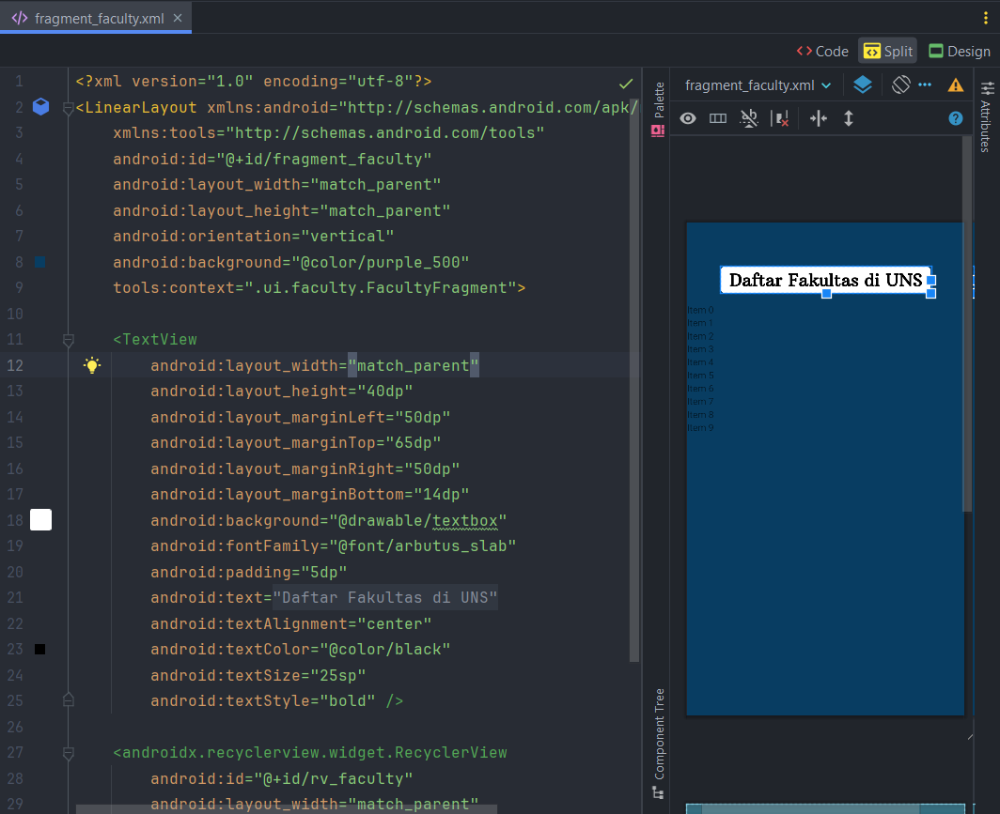 fragment_faculty.xml
Code
Split
Design
1 <?xml version="1.0" encoding="utf-8"?>
2 <LinearLayout xmlns:android="http://schemas.android.com/apk/
3 xmlns:tools="http://schemas.android.com/tools"
4 android:id="@+id/fragment_faculty"
5 android:layout_width="match_parent"
6 android:layout_height="match_parent"
7 android:orientation="vertical"
8 android:background="@color/purple_500"
9 tools:context=".ui.faculty.FacultyFragment">
10
11 <TextView
12 android:layout_width="match_parent"
13 android:layout_height="40dp"
14 android:layout_marginLeft="50dp"
15 android:layout_marginTop="65dp"
16 android:layout_marginRight="50dp"
17 android:layout_marginBottom="14dp"
18 android:background="@drawable/textbox"
19 android:fontFamily="@font/arbutus_slab"
20 android:padding="5dp"
21 android:text="Daftar Fakultas di UNS"
22 android:textAlignment="center"
23 android:textColor="@color/black"
24 android:textSize="25sp"
25 android:textStyle="bold" />
26
27 <androidx.recyclerview.widget.RecyclerView
28 android:id="@+id/rv_faculty"
29 android:layout_width="match_parent"
Palette
Component Tree
fragment_faculty.xml
Daftar Fakultas di UNS
Item 0
Item 1
Item 2
Item 3
Item 4
Item 5
Item 6
Item 7
Item 8
Item 9
Attributes